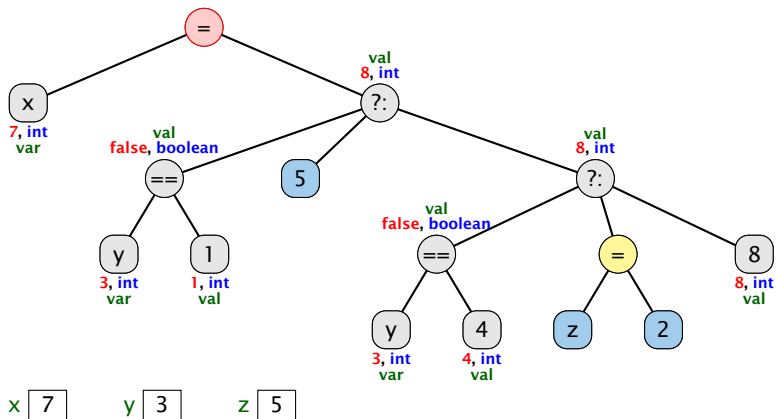 =
val
8, int
?:
x
7, int
var
val
false, boolean
==
5
val
8, int
?:
y
3, int
var
1
1, int
val
val
false, boolean
==
=
8
8, int
val
y
3, int
var
4
4, int
val
z
2
x 7 y 3 z 5